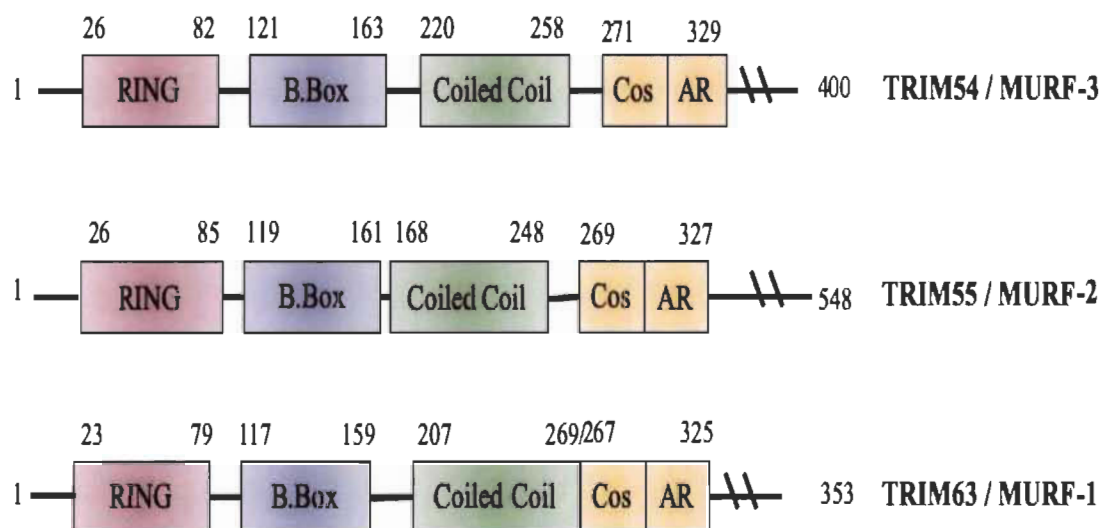 26 82 121 163 220 258 271 329
1 RING B.Box Coiled Coil Cos AR 400 TRIM54 / MURF-3
26 85 119 161 168 248 269 327
1 RING B.Box Coiled Coil Cos AR 548 TRIM55 / MURF-2
23 79 117 159 207 269/267 325
1 RING B.Box Coiled Coil Cos AR 353 TRIM63 / MURF-1